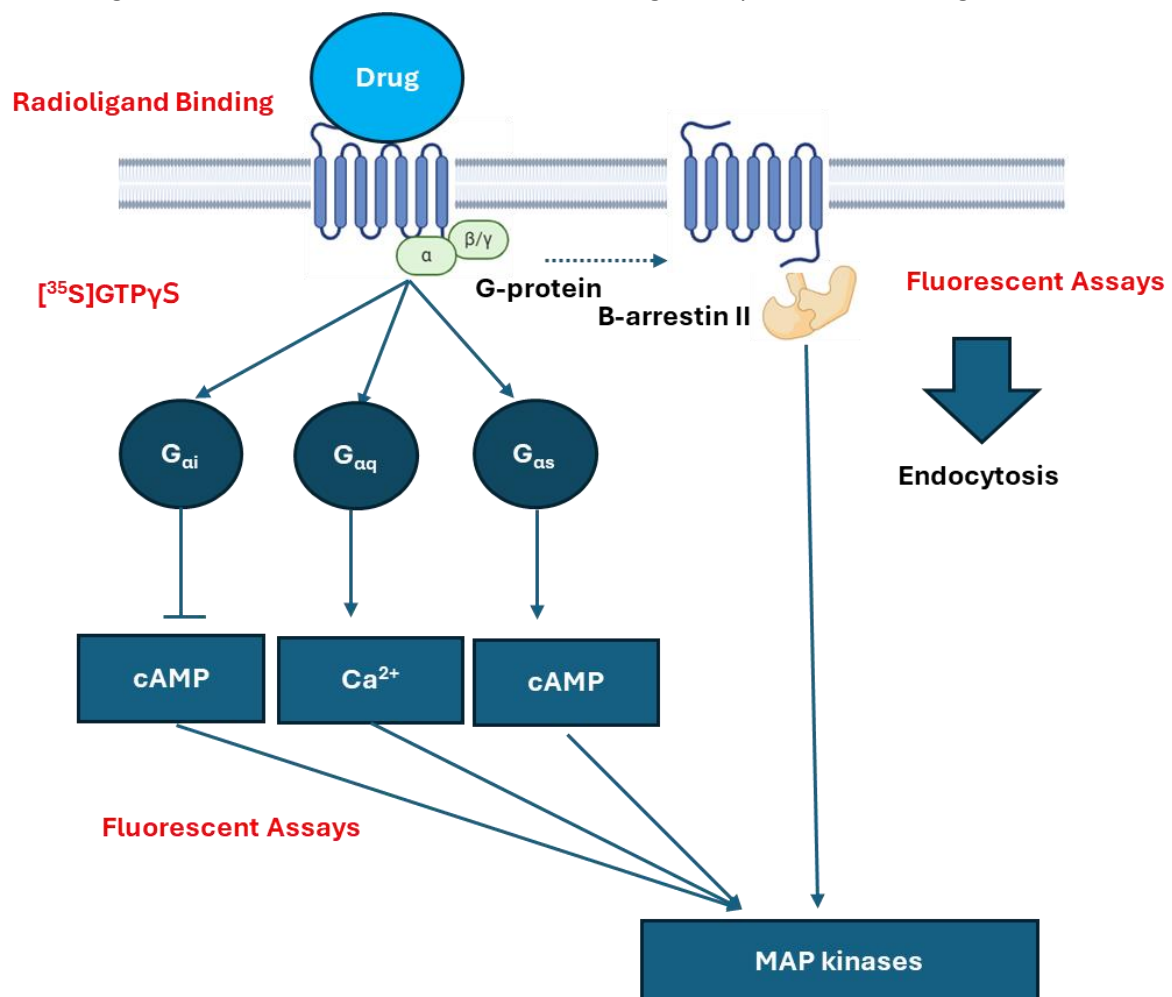 Drug
Radioligand Binding
β/γ
α
[³⁵S]GTPγS
G-protein
B-arrestin II
Fluorescent Assays
Gαi
Gαq
Gαs
Endocytosis
cAMP
Ca²⁺
cAMP
Fluorescent Assays
MAP kinases